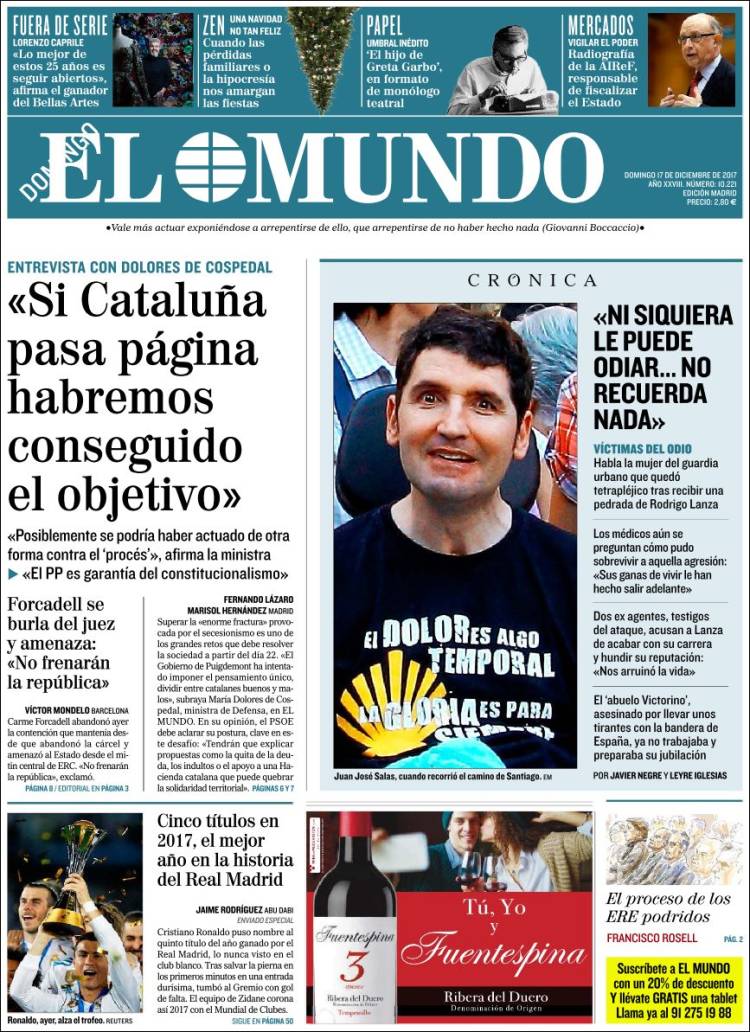 FUERA DE SERIE
LORENZO CAPRILE
«Lo mejor de
estos 25 años es
seguir abiertos»,
afirma el ganador
del Bellas Artes
ZEN UNA NAVIDAD
NO TAN FELIZ
Cuando las
pérdidas
familiares o
la hipocresía
nos amargan
las fiestas
PAPEL
UMBRAL INÉDITO
‘El hijo de
Greta Garbo’,
en formato
de monólogo
teatral
MERCADOS
VIGILAR EL PODER
Radiografía
de la AIReF,
responsable
de fiscalizar
el Estado
DOMINGO
EL MUNDO
DOMINGO 17 DE DICIEMBRE DE 2017
AÑO XXVIII. NÚMERO: 10.221
EDICIÓN MADRID
PRECIO: 2,80 €
•Vale más actuar exponiéndose a arrepentirse de ello, que arrepentirse de no haber hecho nada (Giovanni Boccaccio)•
ENTREVISTA CON DOLORES DE COSPEDAL
«Si Cataluña
pasa página
habremos
conseguido
el objetivo»
«Posiblemente se podría haber actuado de otra
forma contra el ‘procés’», afirma la ministra
▶ «El PP es garantía del constitucionalismo»
Forcadell se
burla del juez
y amenaza:
«No frenarán
la república»
VÍCTOR MONDELO BARCELONA
Carme Forcadell abandonó ayer
la contención que mantenía des-
de que abandonó la cárcel y
amenazó al Estado desde el mi-
tin central de ERC. «No frenarán
la república», exclamó.
PÁGINA 8 / EDITORIAL EN PÁGINA 3
FERNANDO LÁZARO
MARISOL HERNÁNDEZ MADRID
Superar la «enorme fractura» provo-
cada por el secesionismo es uno de
los grandes retos que debe resolver
la sociedad a partir del día 22. «El
Gobierno de Puigdemont ha intenta-
do imponer el pensamiento único,
dividir entre catalanes buenos y ma-
los», subraya María Dolores de Cos-
pedal, ministra de Defensa, en EL
MUNDO. En su opinión, el PSOE
debe aclarar su postura, clave en es-
te desafío: «Tendrán que explicar
propuestas como la quita de la deu-
da, los indultos o el apoyo a una Ha-
cienda catalana que puede quebrar
la solidaridad territorial». PÁGINAS 6 Y 7
CRÓNICA
EL DOLOR ES ALGO
TEMPORAL
LA GLORIA ES PARA
SIEMPRE
Juan José Salas, cuando recorrió el camino de Santiago. EM
«NI SIQUIERA
LE PUEDE
ODIAR... NO
RECUERDA
NADA»
VÍCTIMAS DEL ODIO
Habla la mujer del guardia
urbano que quedó
tetrapléjico tras recibir una
pedrada de Rodrigo Lanza
Los médicos aún se
preguntan cómo pudo
sobrevivir a aquella agresión:
«Sus ganas de vivir le han
hecho salir adelante»
Dos ex agentes, testigos
del ataque, acusan a Lanza
de acabar con su carrera
y hundir su reputación:
«Nos arruinó la vida»
El ‘abuelo Victorino’,
asesinado por llevar unos
tirantes con la bandera de
España, ya no trabajaba y
preparaba su jubilación
POR JAVIER NEGRE Y LEYRE IGLESIAS
Ronaldo, ayer, alza el trofeo. REUTERS
Cinco títulos en
2017, el mejor
año en la historia
del Real Madrid
JAIME RODRÍGUEZ ABU DABI
ENVIADO ESPECIAL
Cristiano Ronaldo puso nombre al
quinto título del año ganado por el
Real Madrid, lo nunca visto en el
club blanco. Tras salvar la pierna en
los primeros minutos en una entrada
durísima, tumbó al Gremio con gol
de falta. El equipo de Zidane corona
así 2017 con el Mundial de Clubes.
SIGUE EN PÁGINA 50
Fuentespina
3
meses
Ribera del Duero
Denominación de Origen
Tempranillo
Tú, Yo
y
Fuentespina
Ribera del Duero
Denominación de Origen
El proceso de los
ERE podridos
FRANCISCO ROSELL PÁG. 2
Suscríbete a EL MUNDO
con un 20% de descuento
Y llévate GRATIS una tablet
Llama ya al 91 275 19 88